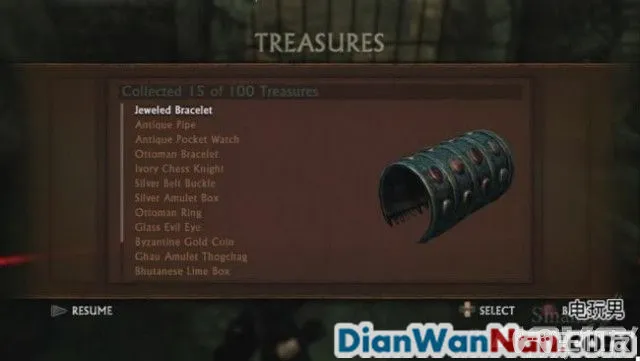 TREASURES
Collected 15 of 100 Treasures
Jeweled Bracelet
Antique Pipe
Antique Pocket Watch
Ottoman Bracelet
Ivory Chess Knight
Silver Belt Buckle
Silver Amulet Box
Ottoman Ring
Glass Evil Eye
Byzantine Gold Coin
Ghau Amulet Thogchag
Bhutanese Lime Box
RESUME
SELECT
电玩男